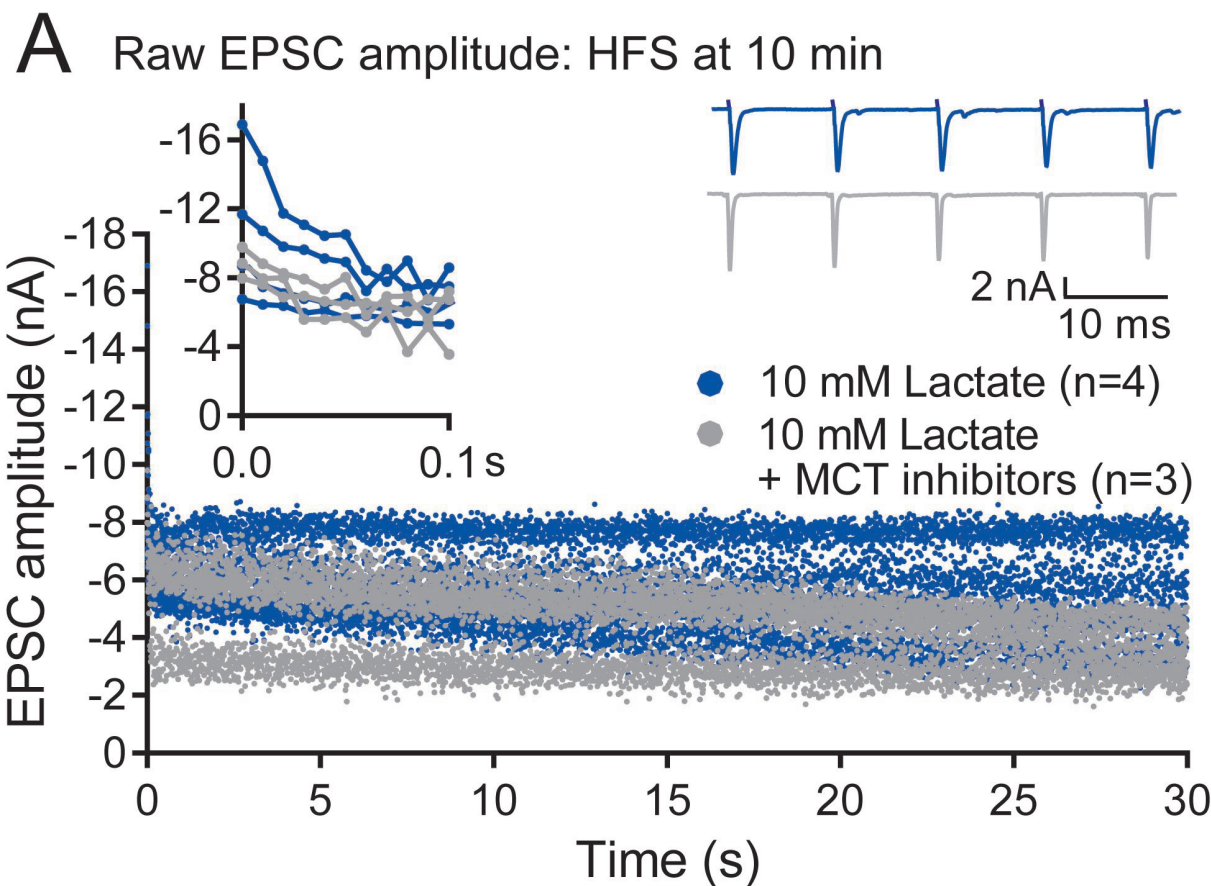 A Raw EPSC amplitude: HFS at 10 min
-16
-12
-8
-4
0
0.0 0.1 s
2 nA
10 ms
10 mM Lactate (n=4)
10 mM Lactate
+ MCT inhibitors (n=3)
EPSC amplitude (nA)
-18
-16
-14
-12
-10
-8
-6
-4
-2
0
0 5 10 15 20 25 30
Time (s)